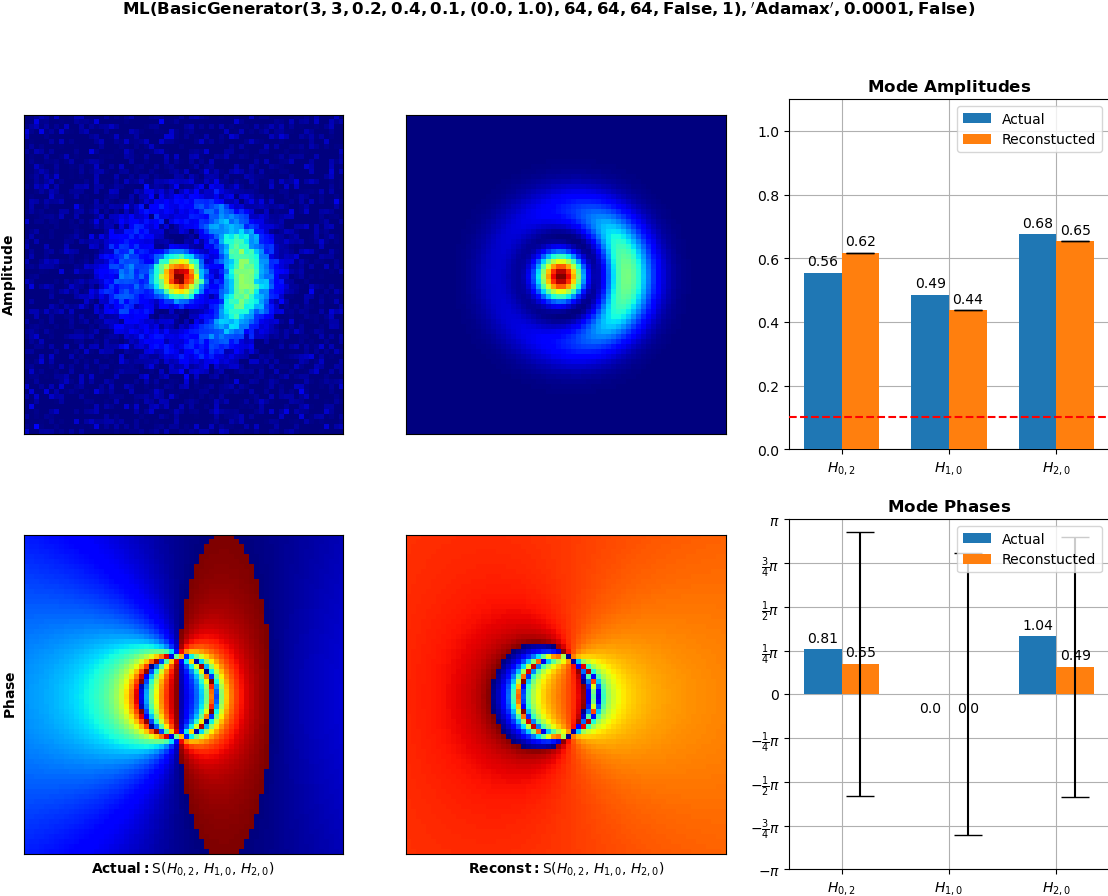 ML(BasicGenerator(3, 3, 0.2, 0.4, 0.1, (0.0, 1.0), 64, 64, 64, False, 1), ′Adamax′, 0.0001, False)
Amplitude
Mode Amplitudes
Actual
Reconstucted
1.0
0.8
0.6
0.4
0.2
0.0
0.56
0.62
0.49
0.44
0.68
0.65
H0, 2
H1, 0
H2, 0
Phase
Actual: S(H0, 2, H1, 0, H2, 0)
Reconst: S(H0, 2, H1, 0, H2, 0)
Mode Phases
Actual
Reconstucted
π
3/4π
1/2π
1/4π
0
−1/4π
−1/2π
−3/4π
−π
0.81
0.55
0.0
0.0
1.04
0.49
H0, 2
H1, 0
H2, 0